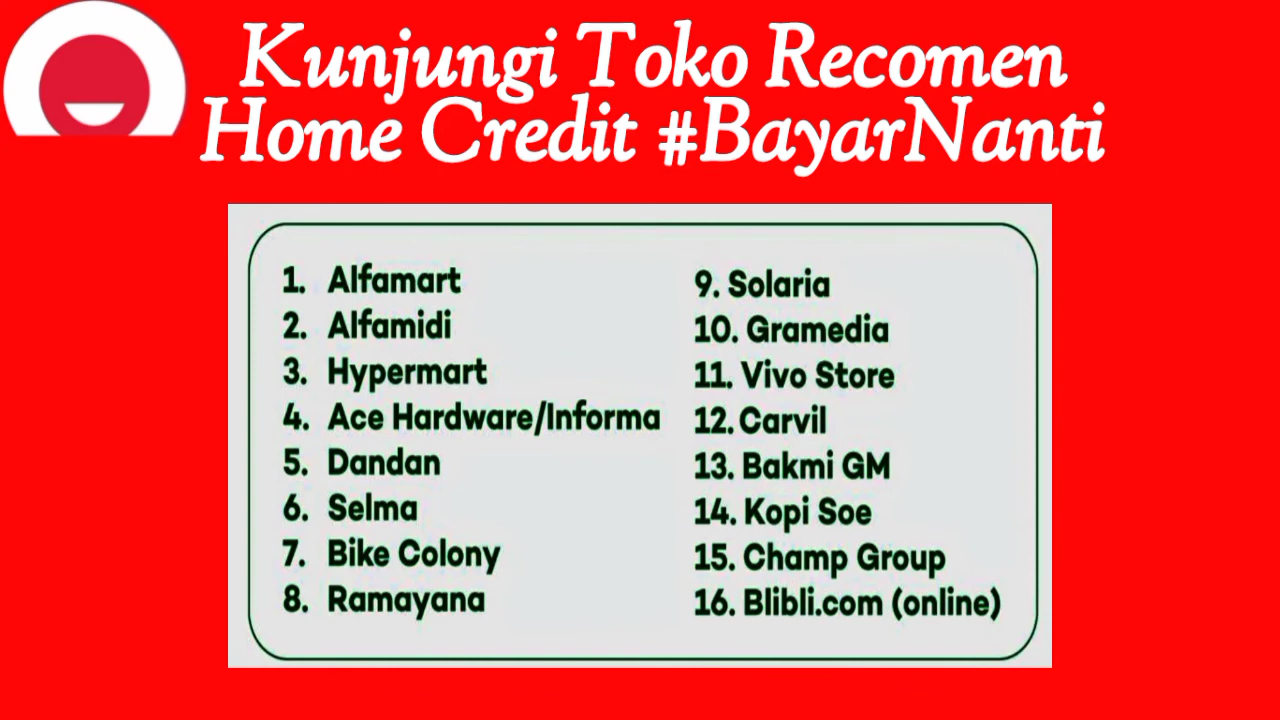 Kunjungi Toko Recomen
Home Credit #BayarNanti
1. Alfamart
2. Alfamidi
3. Hypermart
4. Ace Hardware/Informa
5. Dandan
6. Selma
7. Bike Colony
8. Ramayana
9. Solaria
10. Gramedia
11. Vivo Store
12. Carvil
13. Bakmi GM
14. Kopi Soe
15. Champ Group
16. Blibli.com (online)